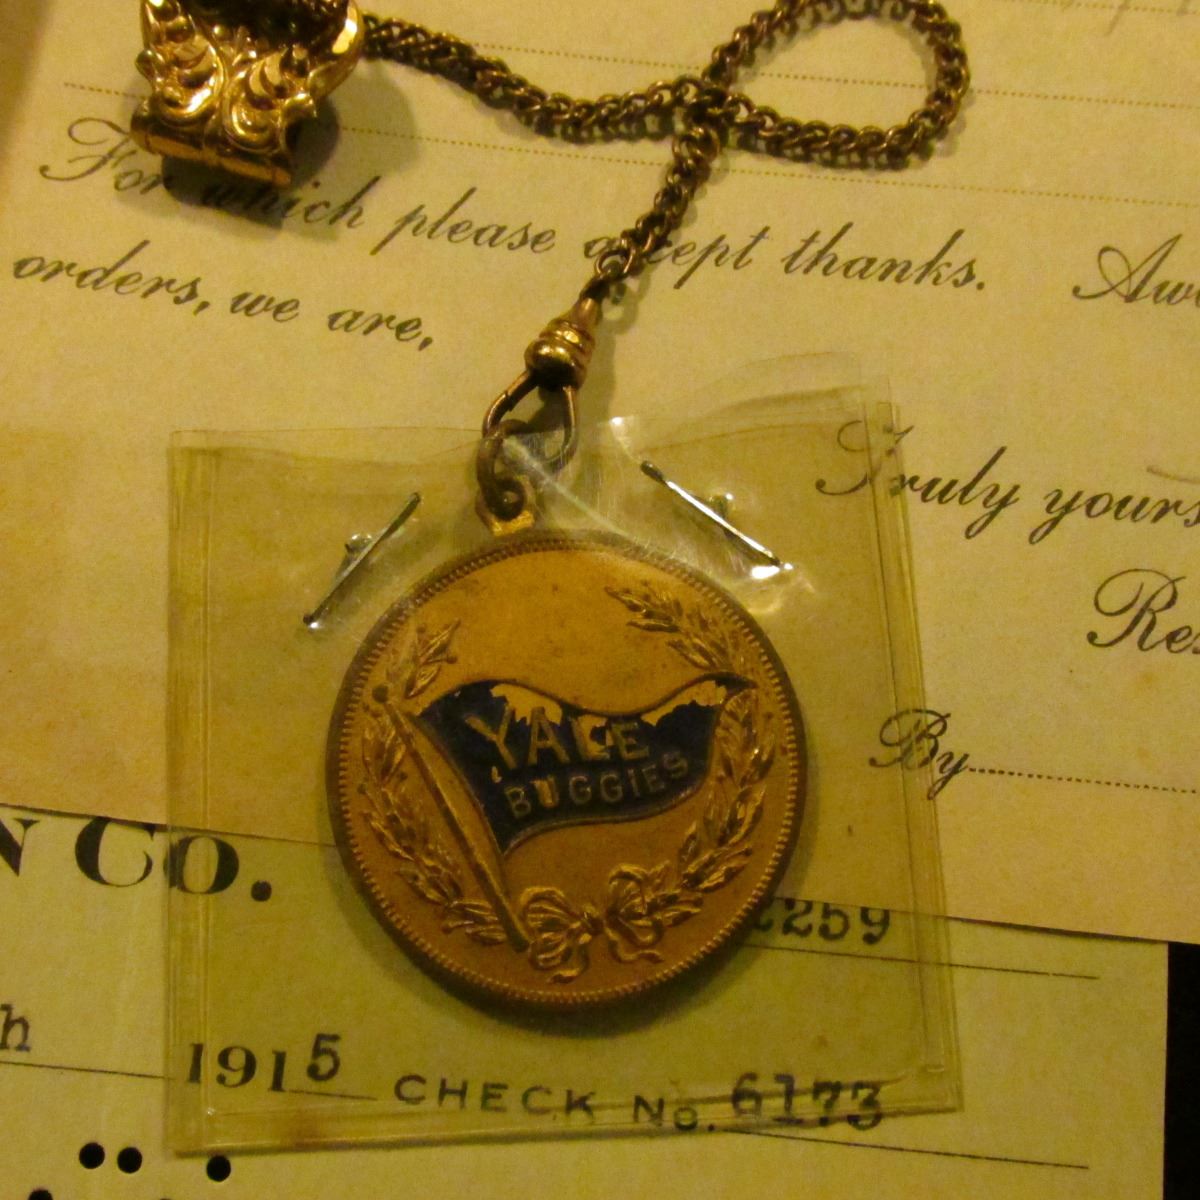 For which please accept thanks.
orders, we are,
Truly yours
By
YALE
BUGGIES
N CO.
2259
h
1915 CHECK No. 6173